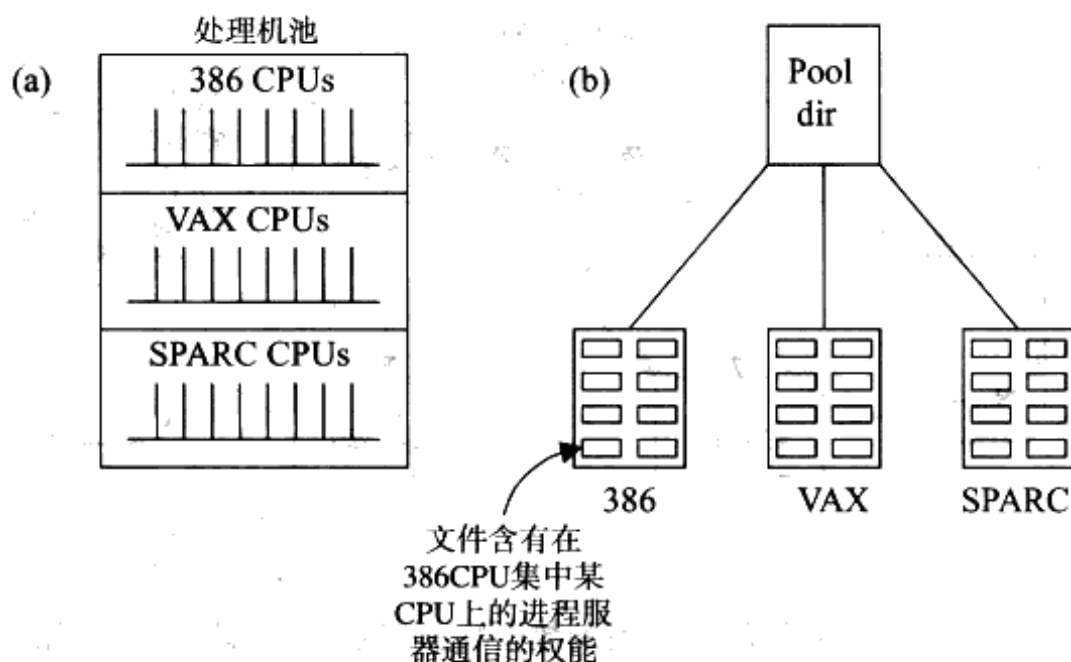 处理机池
(a)
386 CPUs
VAX CPUs
SPARC CPUs
(b)
Pool
dir
386
VAX
SPARC
文件含有在
386CPU集中某
CPU上的进程服
器通信的权能